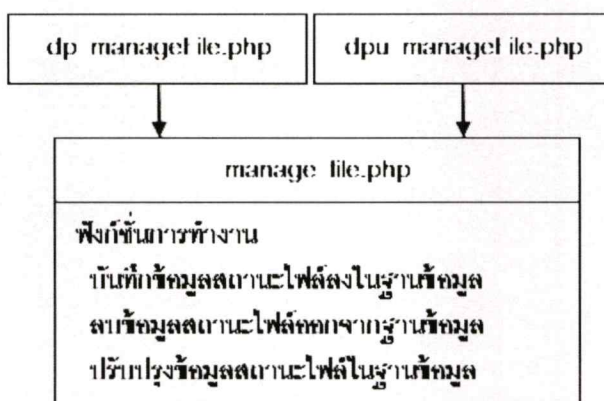 dp_manageFile.php
dpu_manageFile.php
manage_file.php
ฟังก์ชั่นการทำงาน
บันทึกข้อมูลสถานะไฟล์ลงในฐานข้อมูล
ลบข้อมูลสถานะไฟล์ออกจากฐานข้อมูล
ปรับปรุงข้อมูลสถานะไฟล์ในฐานข้อมูล